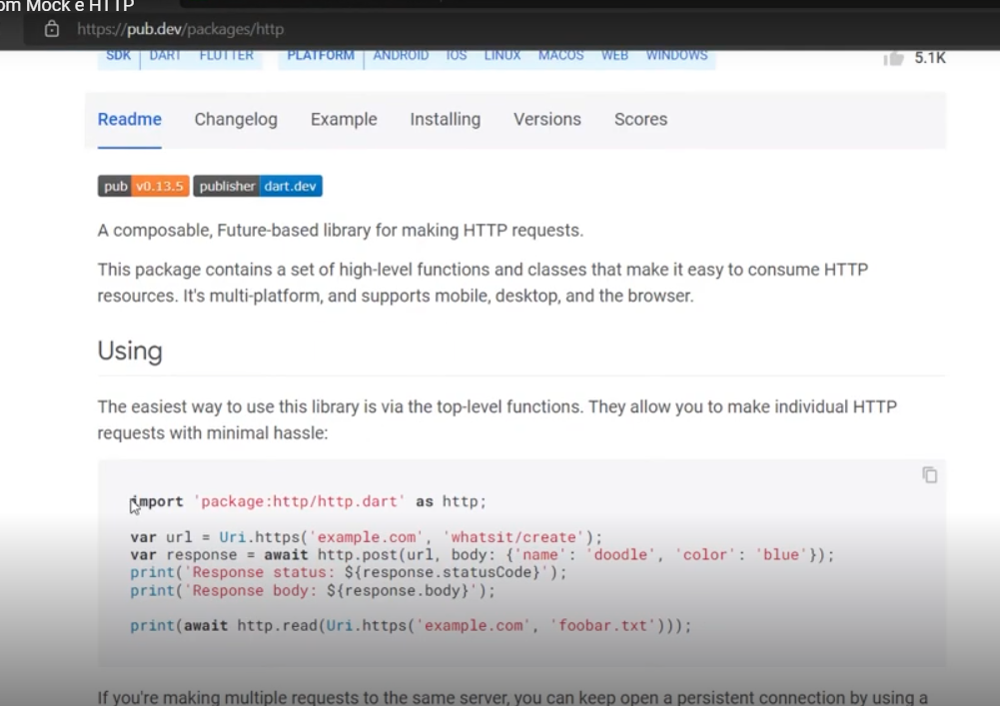 om Mock e HTTP
https://pub.dev/packages/http
SDK DART FLUTTER PLATFORM ANDROID IOS LINUX MACOS WEB WINDOWS 5.1K
Readme Changelog Example Installing Versions Scores
pub v0.13.5 publisher dart.dev
A composable, Future-based library for making HTTP requests.
This package contains a set of high-level functions and classes that make it easy to consume HTTP
resources. It's multi-platform, and supports mobile, desktop, and the browser.
Using
The easiest way to use this library is via the top-level functions. They allow you to make individual HTTP
requests with minimal hassle:
import 'package:http/http.dart' as http;
var url = Uri.https('example.com', 'whatsit/create');
var response = await http.post(url, body: {'name': 'doodle', 'color': 'blue'});
print('Response status: ${response.statusCode}');
print('Response body: ${response.body}');
print(await http.read(Uri.https('example.com', 'foobar.txt')));
If you're making multiple requests to the same server, you can keep open a persistent connection by using a